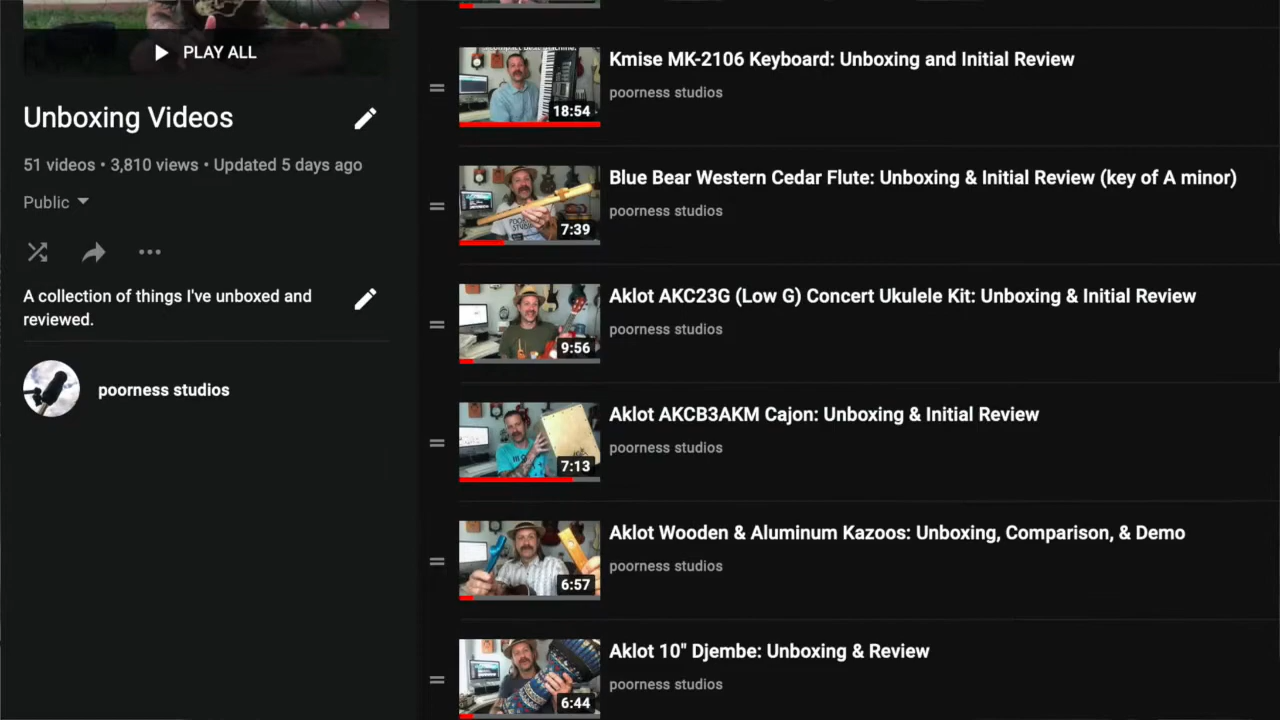 PLAY ALL
Unboxing Videos
51 videos • 3,810 views • Updated 5 days ago
Public
A collection of things I've unboxed and
reviewed.
poorness studios
18:54
Kmise MK-2106 Keyboard: Unboxing and Initial Review
poorness studios
7:39
Blue Bear Western Cedar Flute: Unboxing & Initial Review (key of A minor)
poorness studios
9:56
Aklot AKC23G (Low G) Concert Ukulele Kit: Unboxing & Initial Review
poorness studios
7:13
Aklot AKCB3AKM Cajon: Unboxing & Initial Review
poorness studios
6:57
Aklot Wooden & Aluminum Kazoos: Unboxing, Comparison, & Demo
poorness studios
6:44
Aklot 10" Djembe: Unboxing & Review
poorness studios